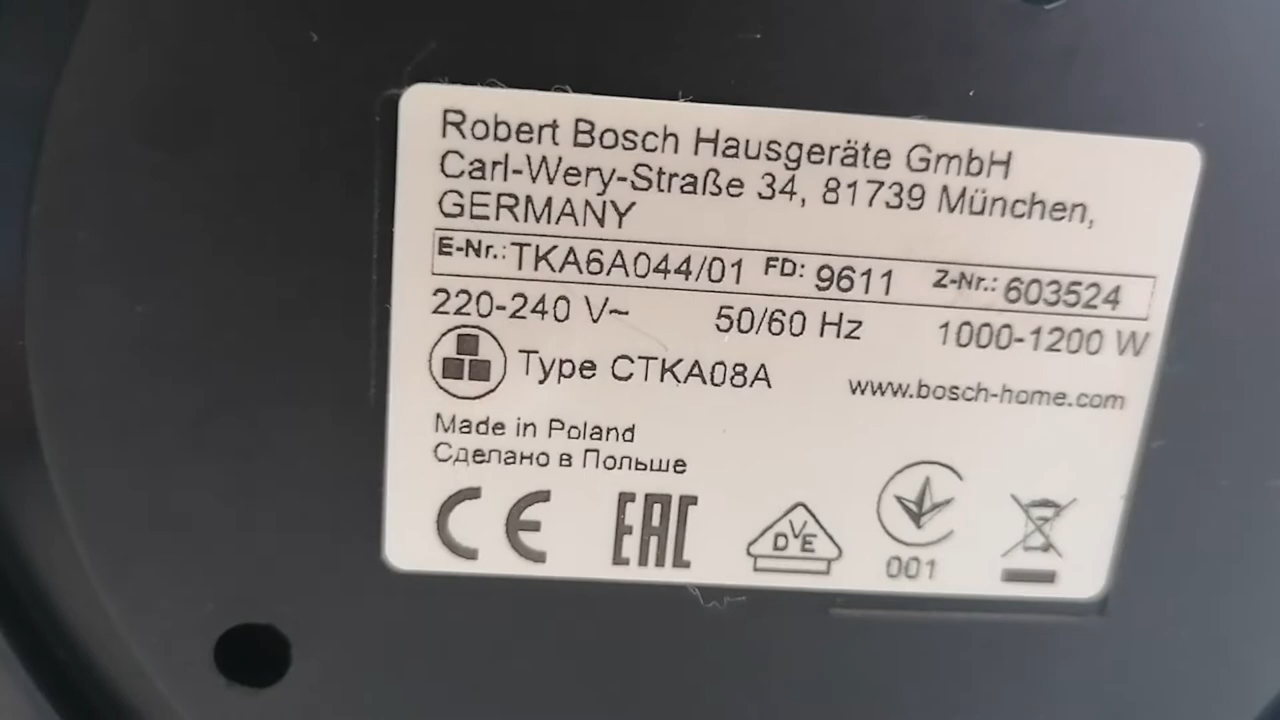 Robert Bosch Hausgeräte GmbH
Carl-Wery-Straße 34, 81739 München,
GERMANY
E-Nr.: TKA6A044/01 FD: 9611 Z-Nr.: 603524
220-240 V~ 50/60 Hz 1000-1200 W
Type CTKA08A www.bosch-home.com
Made in Poland
Сделано в Польше
CE EAC DVE 001